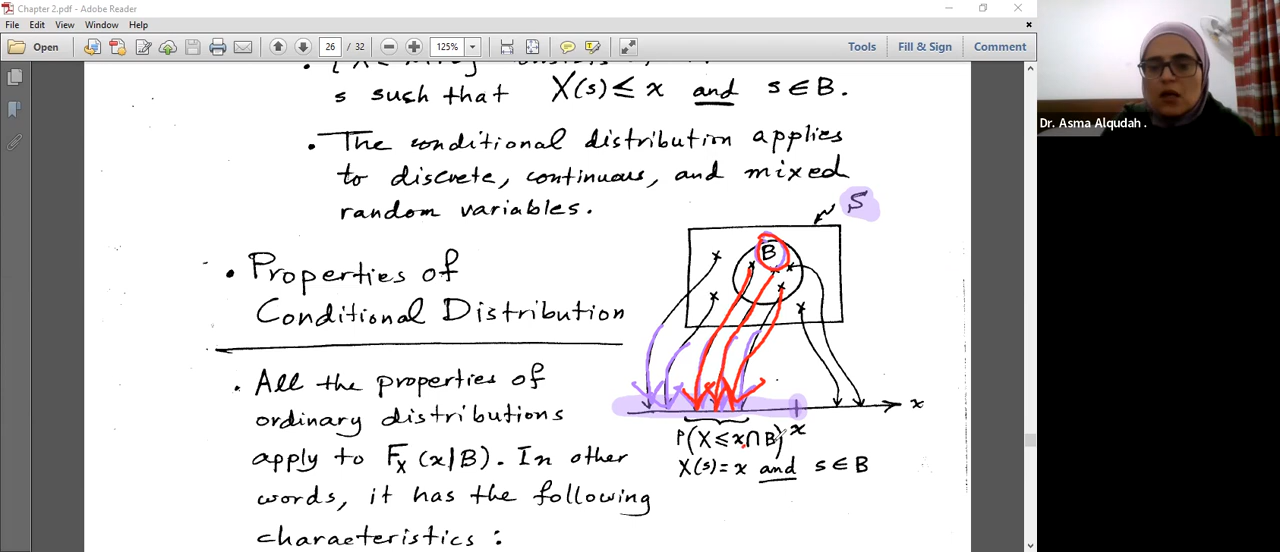 Chapter 2.pdf - Adobe Reader
File Edit View Window Help
Open 26 / 32 125% Tools Fill & Sign Comment
Dr. Asma Alqudah .
s such that X(s) ≤ x and s ∈ B.
• The conditional distribution applies
to discrete, continuous, and mixed
random variables.
S
B
• Properties of
Conditional Distribution
• All the properties of
ordinary distributions
apply to F_X (x|B). In other
words, it has the following
characteristics :
x
P(X ≤ x ∩ B) x
X(s) = x and s ∈ B